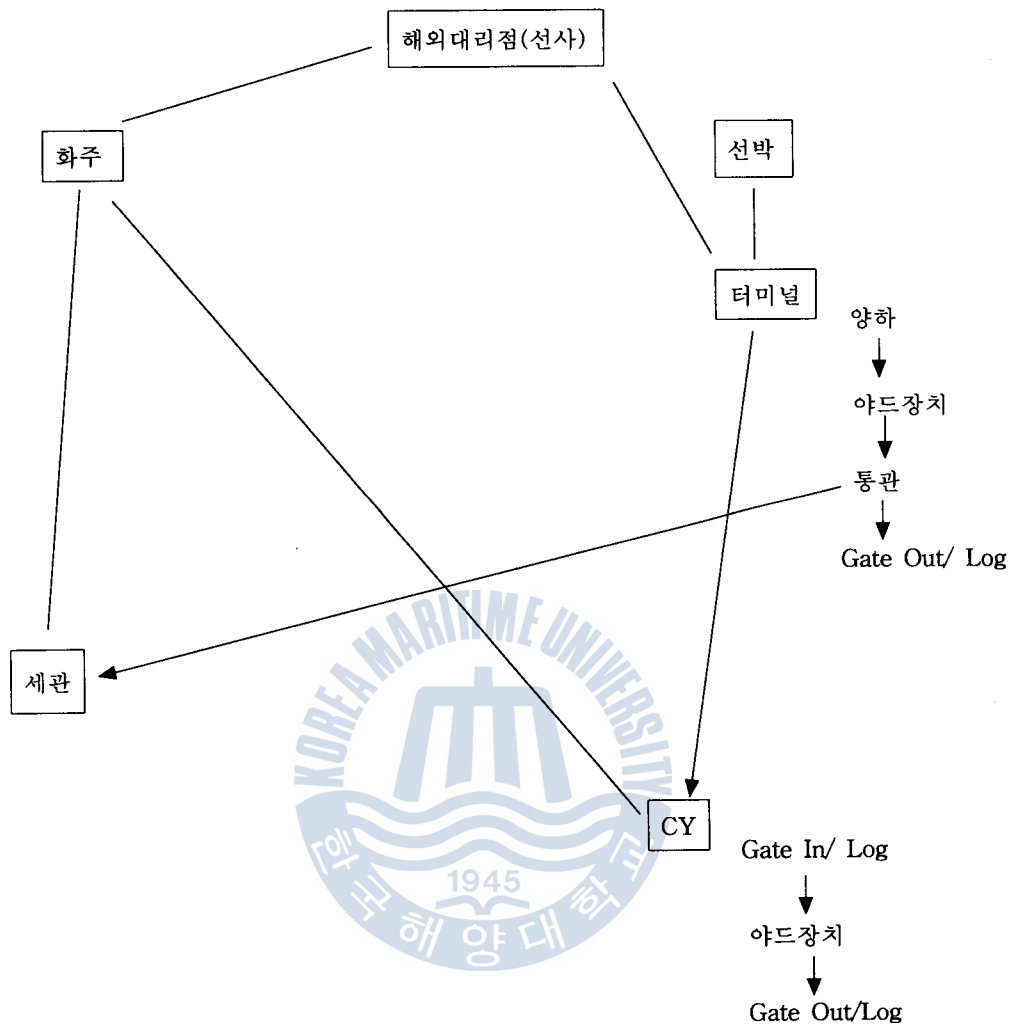 해외대리점(선사)
화주
선박
터미널
양하
야드장치
통관
Gate Out/ Log
세관
KOREA MARITIME UNIVERSITY
1945
한국해양대학교
CY
Gate In/ Log
야드장치
Gate Out/Log